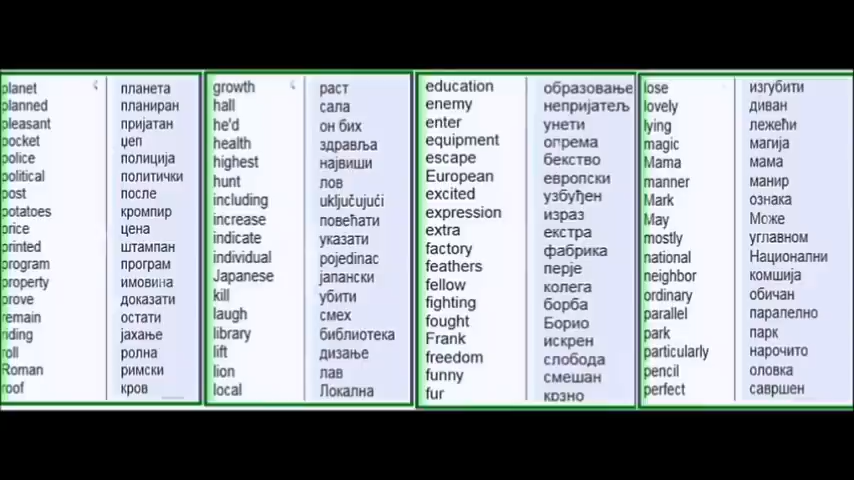 planet планета
planned планиран
pleasant пријатан
pocket џеп
police полиција
political политички
post после
potatoes кромпир
price цена
printed штампан
program програм
property имовина
prove доказати
remain остати
riding јахање
roll ролна
Roman римски
roof кров
growth раст
hall сала
he'd он бих
health здравља
highest највиши
hunt лов
including ukључujući
increase повећати
indicate указати
individual pojedinac
Japanese јапански
kill убити
laugh смех
library библиотека
lift дизање
lion лав
local Локална
education образовање
enemy непријатељ
enter унети
equipment опрема
escape бекство
European европски
excited узбуђен
expression израз
extra екстра
factory фабрика
feathers перје
fellow колега
fighting борба
fought Борио
Frank искрен
freedom слобода
funny смешан
fur крзно
lose изгубити
lovely диван
lying лежећи
magic магија
Mama мама
manner манир
Mark ознака
May Може
mostly углавном
national Национални
neighbor комшија
ordinary обичан
parallel паралелно
park парк
particularly нарочито
pencil оловка
perfect савршен